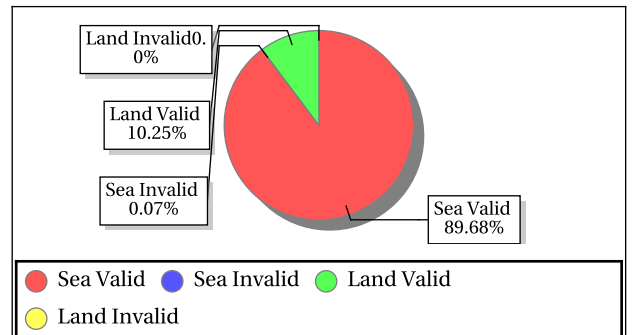 Land Invalid0.
0%
Land Valid
10.25%
Sea Invalid
0.07%
Sea Valid
89.68%
Sea Valid Sea Invalid Land Valid
Land Invalid